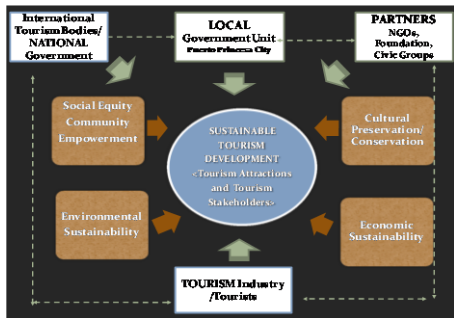 International
Tourism Bodies/
NATIONAL
Government
LOCAL
Government Unit
Puerto Princesa City
PARTNERS
NGOs,
Foundation,
Civic Groups
Social Equity
Community
Empowerment
SUSTAINABLE
TOURISM
DEVELOPMENT
<Tourism Attractions
and Tourism
Stakeholders>
Cultural
Preservation/
Conservation
Environmental
Sustainability
Economic
Sustainability
TOURISM Industry
/Tourists